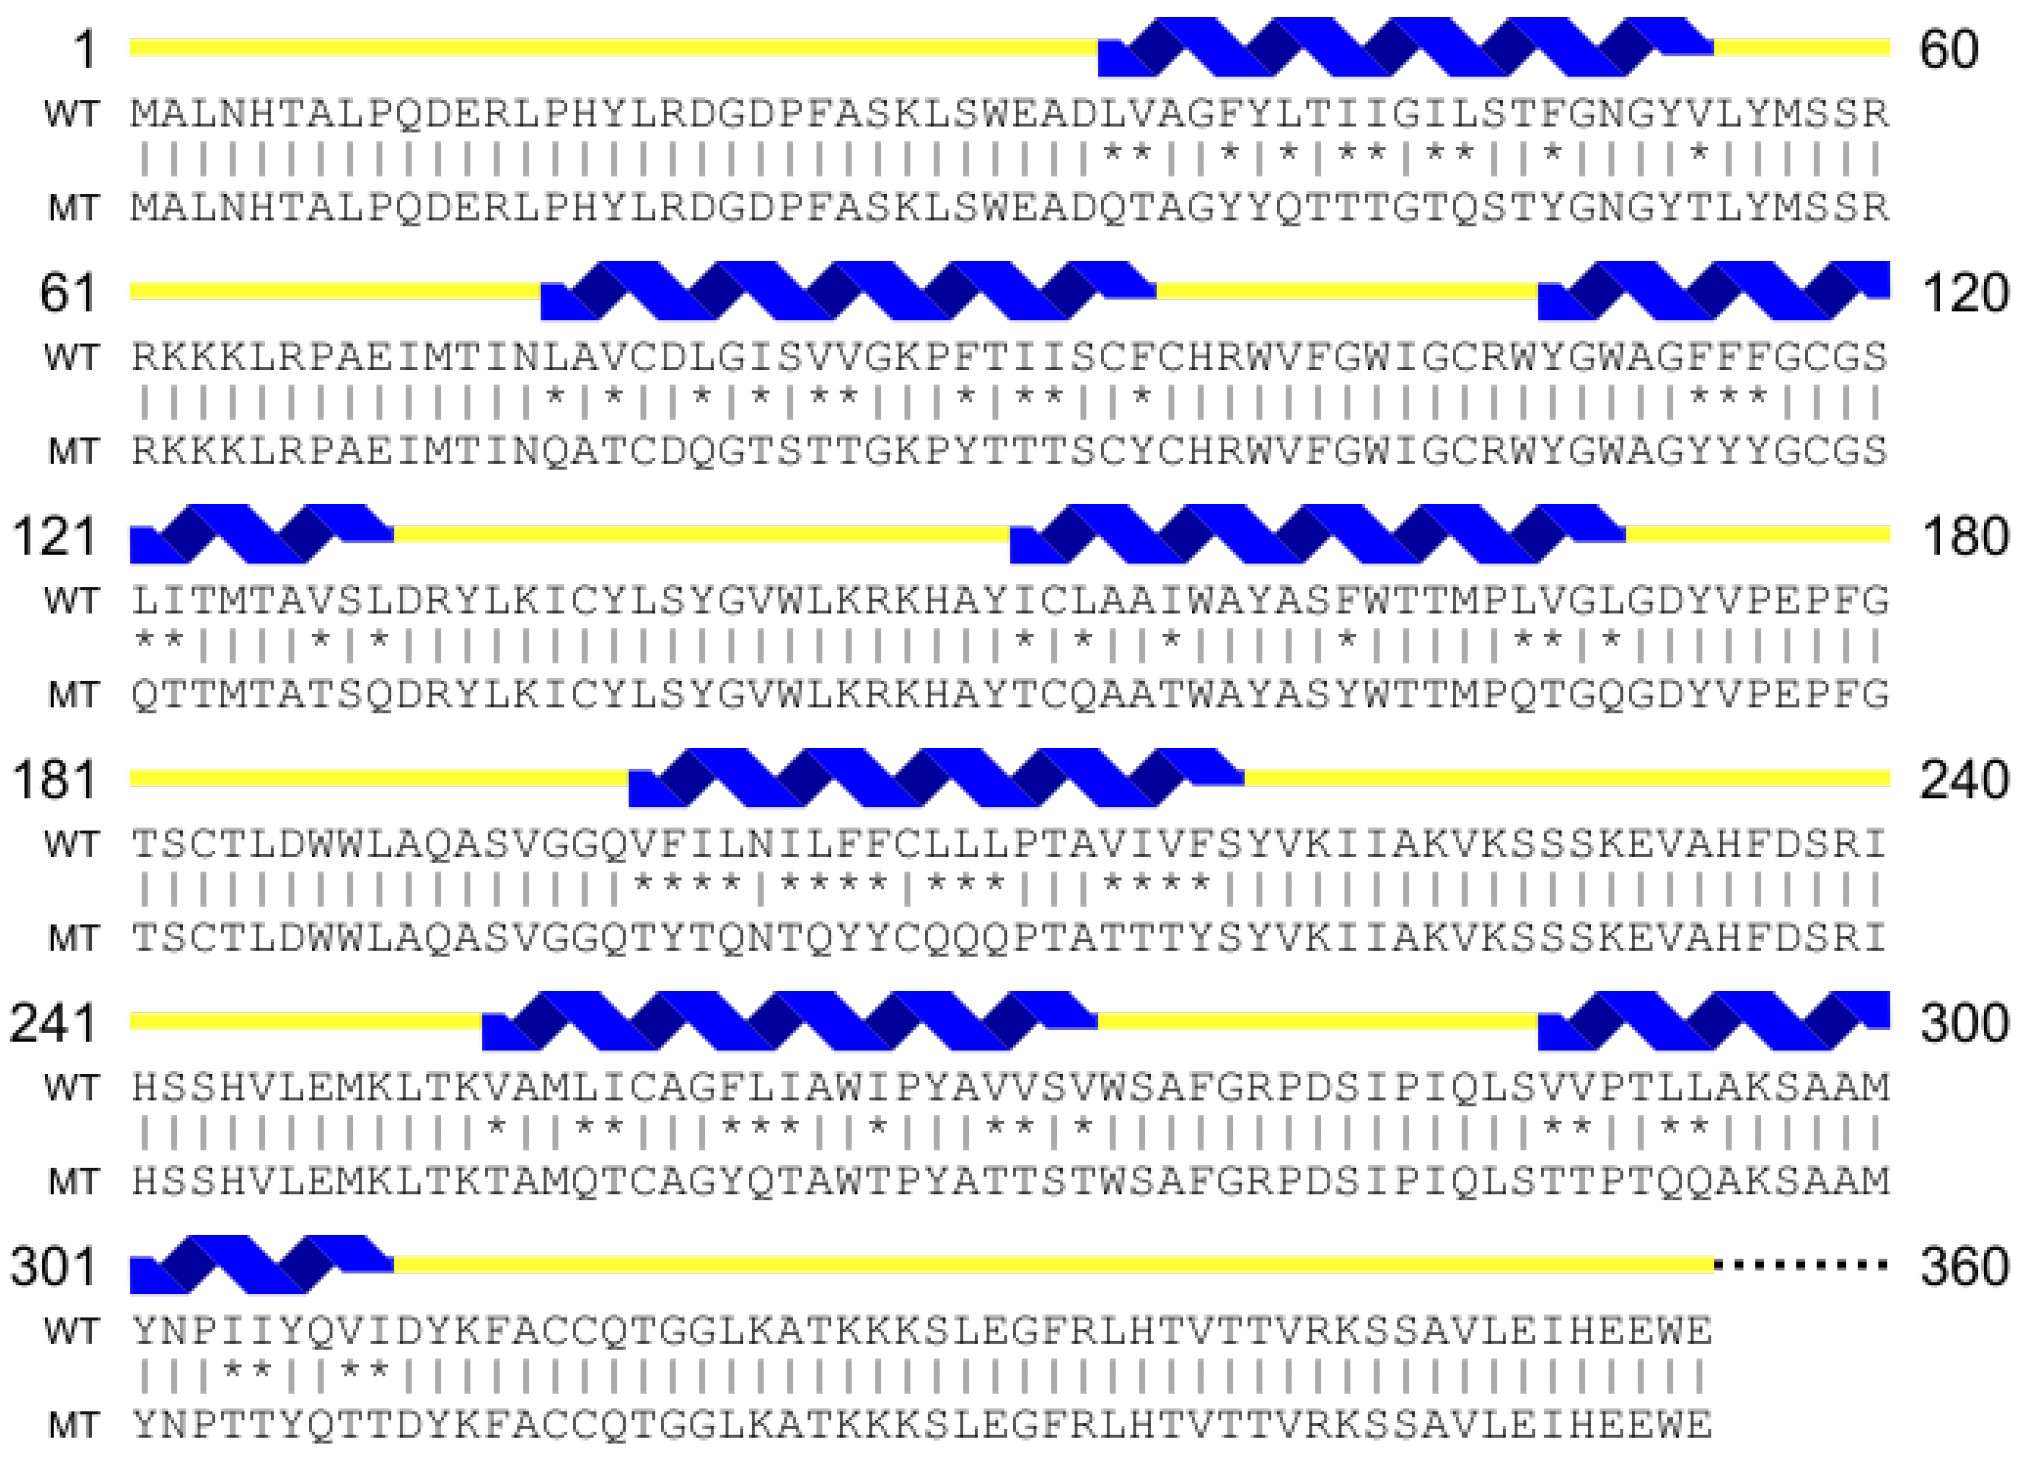 1 60
WT MALNHTALPQDERLPHYLRDGDPFASKLSWEADLVAGFYLTIIGILSTFGNGYVLYMSSR
||||||||||||||||||||||||||||||||||**||*|*|**|**||*||||*||||||
MT MALNHTALPQDERLPHYLRDGDPFASKLSWEADQTAGYYQTTTGTQSTYGNGYTLYMSSR
61 120
WT RKKKLRPAEIMTINLAVCDLGISVVGKPFTIISCFCHRWVFGWIGCRWYGWAGFFFGCGS
||||||||||||||*|*||*|*|**|||*|**||*||||||||||||||||||***||||
MT RKKKLRPAEIMTINQATCDQGTSTTGKPYTTTSCYCHRWVFGWIGCRWYGWAGYYYGCGS
121 180
WT LITMTAVSLDRYLKICYLSYGVWLKRKHAYICLAAIWAYASFWTTMPLVGLGDYVPEPFG
**||||*|*|||||||||||||||||||||*|*||*|||||*|||||**|*|||||||||
MT QTTMTATSQDRYLKICYLSYGVWLKRKHAYTCQAATWAYASYWTTMPQTGQGDYVPEPFG
181 240
WT TSCTLDWWLAQASVGGQVFILNILFFCLLLPTAVIVFSYVKIIAKVKSSSKEVAHFDSRI
|||||||||||||||||****|****|***|||****|||||||||||||||||||||||
MT TSCTLDWWLAQASVGGQTYTQNTQYYCQQQPTATTTYSYVKIIAKVKSSSKEVAHFDSRI
241 300
WT HSSHVLEMKLTKVAMLICAGFLIAWIPYAVVSVWSAFGRPDSIPIQLSVVPTLLAKSAAM
||||||||||||*||**|||***||*|||**|*|||||||||||||||**||**||||||
MT HSSHVLEMKLTKTAMQTCAGYQTAWTPYATTSTWSAFGRPDSIPIQLSTTPTQQAKSAAM
301 360
WT YNPIIYQVIDYKFACCQTGGLKATKKKSLEGFRLHTVTTVRKSSAVLEIHEEWE
|||**||**|||||||||||||||||||||||||||||||||||||||||||||
MT YNPTTYQTTDYKFACCQTGGLKATKKKSLEGFRLHTVTTVRKSSAVLEIHEEWE